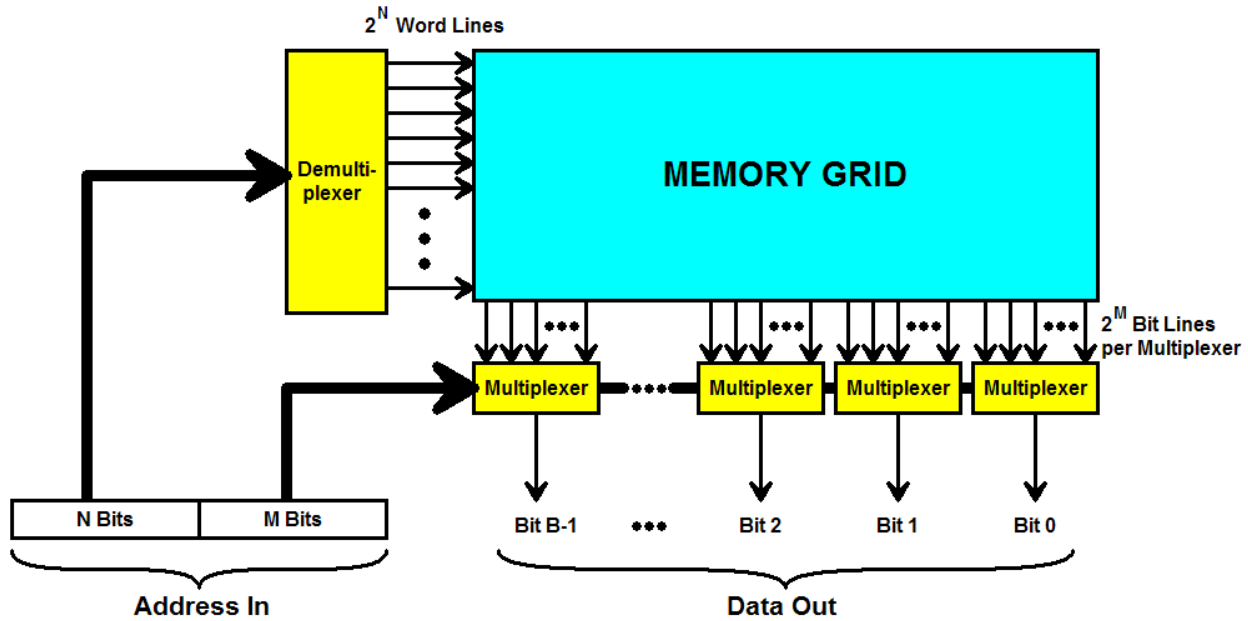 2^N Word Lines
Demulti-
plexer
MEMORY GRID
2^M Bit Lines
per Multiplexer
Multiplexer
Multiplexer
Multiplexer
Multiplexer
N Bits
M Bits
Bit B-1
Bit 2
Bit 1
Bit 0
Address In
Data Out